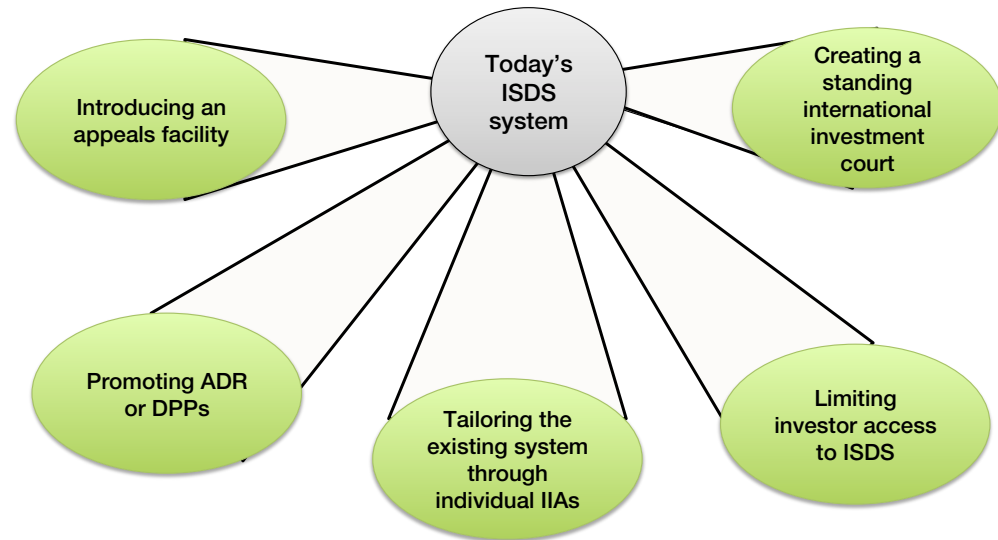 Today’s
ISDS
system
Introducing an
appeals facility
Creating a
standing
international
investment
court
Promoting ADR
or DPPs
Tailoring the
existing system
through
individual IIAs
Limiting
investor access
to ISDS